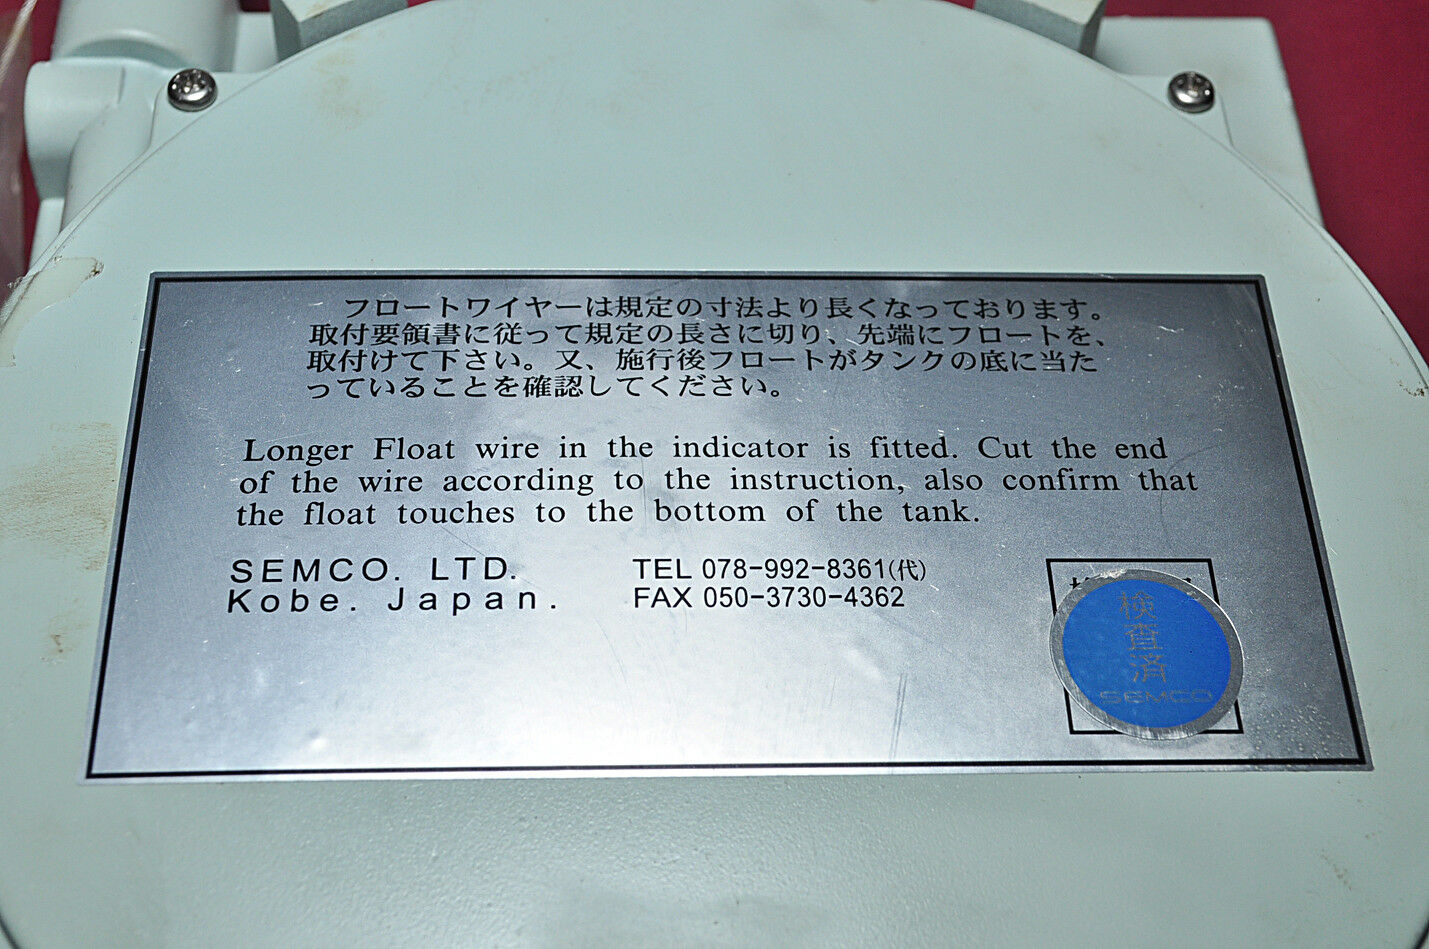 フロートワイヤーは規定の寸法より長くなっております。
取付要領書に従って規定の長さに切り、先端にフロートを、
取付けて下さい。又、施行後フロートがタンクの底に当た
っていることを確認してください。
Longer Float wire in the indicator is fitted. Cut the end
of the wire according to the instruction, also confirm that
the float touches to the bottom of the tank.
SEMCO. LTD.
Kobe. Japan.
TEL 078-992-8361(代)
FAX 050-3730-4362
検
査
済
SEMCO